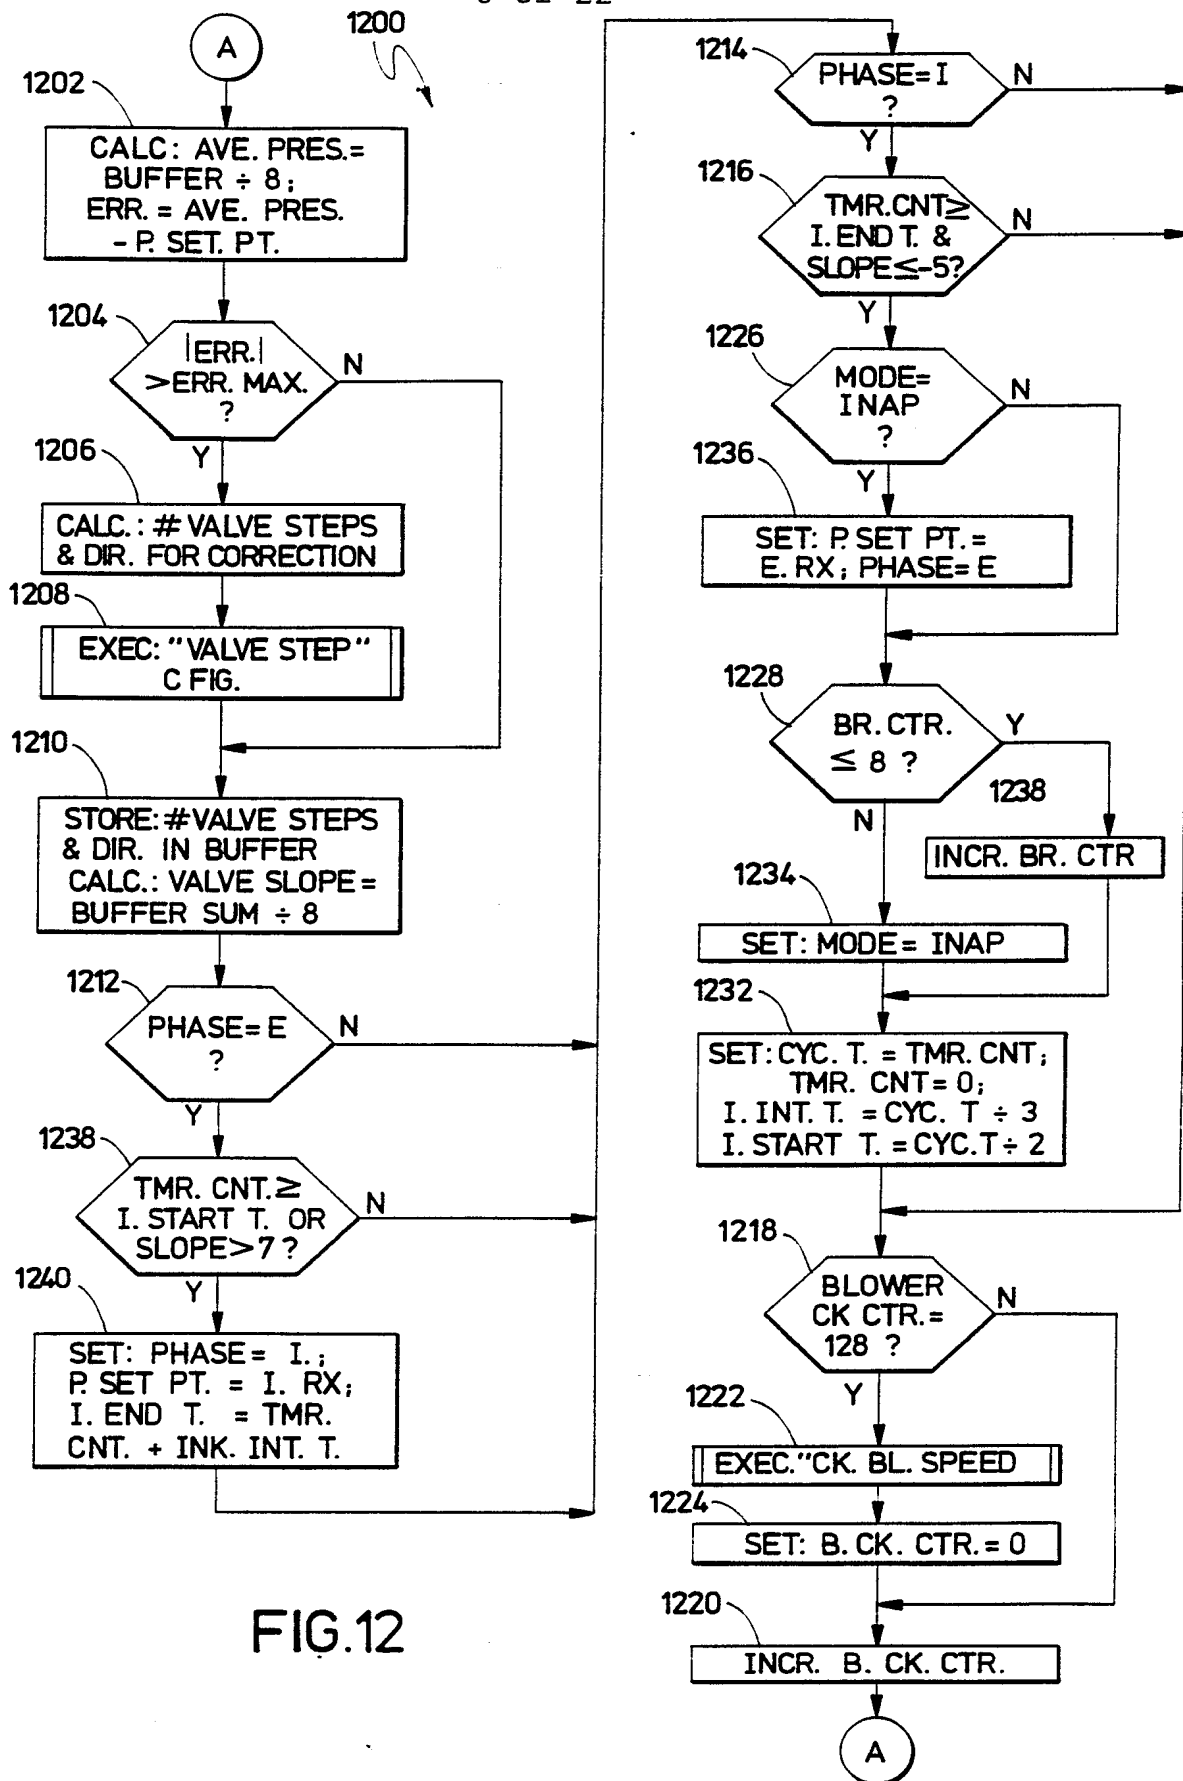 A
1200
1202
CALC: AVE. PRES.=
BUFFER ÷ 8;
ERR. = AVE. PRES.
- P. SET. PT.
1204
|ERR.|
>ERR. MAX.
?
N
Y
1206
CALC.: # VALVE STEPS
& DIR. FOR CORRECTION
1208
EXEC: "VALVE STEP"
C FIG.
1210
STORE: #VALVE STEPS
& DIR. IN BUFFER
CALC.: VALVE SLOPE=
BUFFER SUM ÷ 8
1212
PHASE= E
?
N
Y
1238
TMR. CNT.≥
I. START T. OR
SLOPE>7 ?
N
Y
1240
SET: PHASE= I.;
P. SET PT. = I. RX;
I. END T. = TMR.
CNT. + INK. INT. T.
FIG.12
1214
PHASE= I
?
N
Y
1216
TMR.CNT≥
I. END T. &
SLOPE≤-5?
N
Y
1226
MODE=
INAP
?
N
Y
1236
SET: P. SET PT.=
E. RX; PHASE= E
1228
BR. CTR.
≤ 8 ?
Y
N
1238
INCR. BR. CTR
1234
SET: MODE= INAP
1232
SET: CYC. T. = TMR. CNT;
TMR. CNT= 0;
I. INT. T. = CYC. T ÷ 3
I. START T. = CYC.T÷ 2
1218
BLOWER
CK CTR.=
128 ?
N
Y
1222
EXEC."CK. BL. SPEED
1224
SET: B. CK. CTR.= 0
1220
INCR. B. CK. CTR.
A